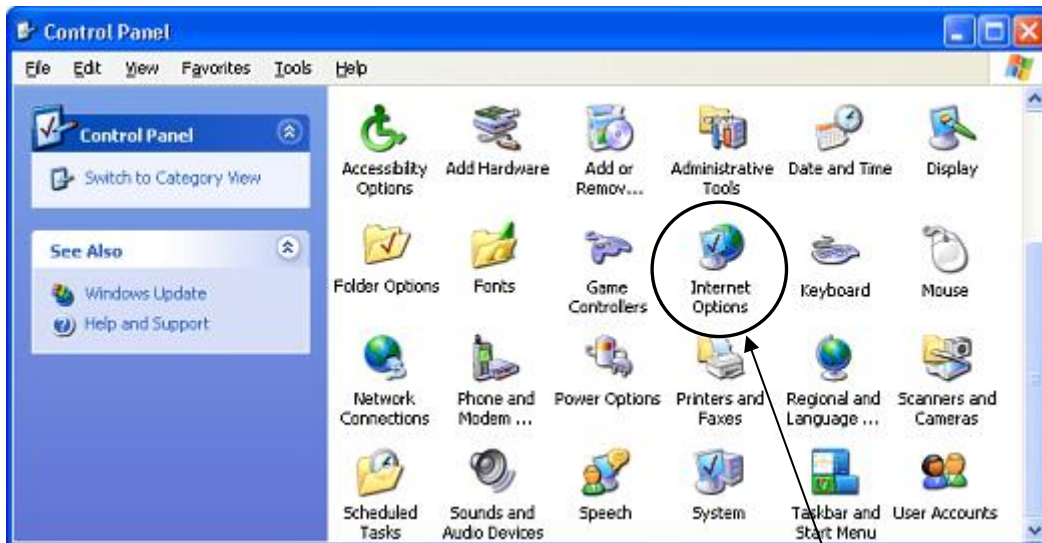 Control Panel
File Edit View Favorites Tools Help
Control Panel
Switch to Category View
See Also
Windows Update
Help and Support
Accessibility
Options
Add Hardware
Add or
Remov...
Administrative
Tools
Date and Time
Display
Folder Options
Fonts
Game
Controllers
Internet
Options
Keyboard
Mouse
Network
Connections
Phone and
Modem ...
Power Options
Printers and
Faxes
Regional and
Language ...
Scanners and
Cameras
Scheduled
Tasks
Sounds and
Audio Devices
Speech
System
Taskbar and
Start Menu
User Accounts